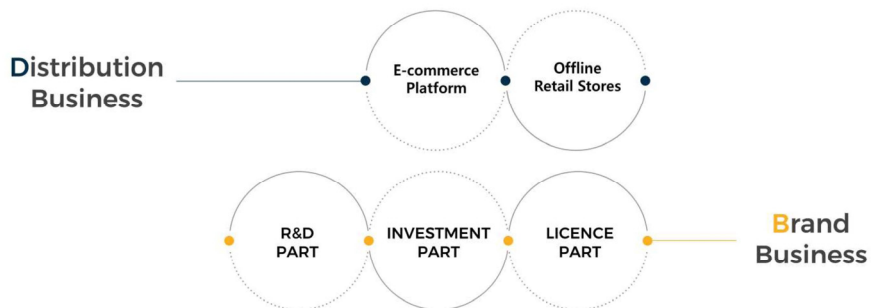 Distribution
Business
E-commerce
Platform
Offline
Retail Stores
R&D
PART
INVESTMENT
PART
LICENCE
PART
Brand
Business